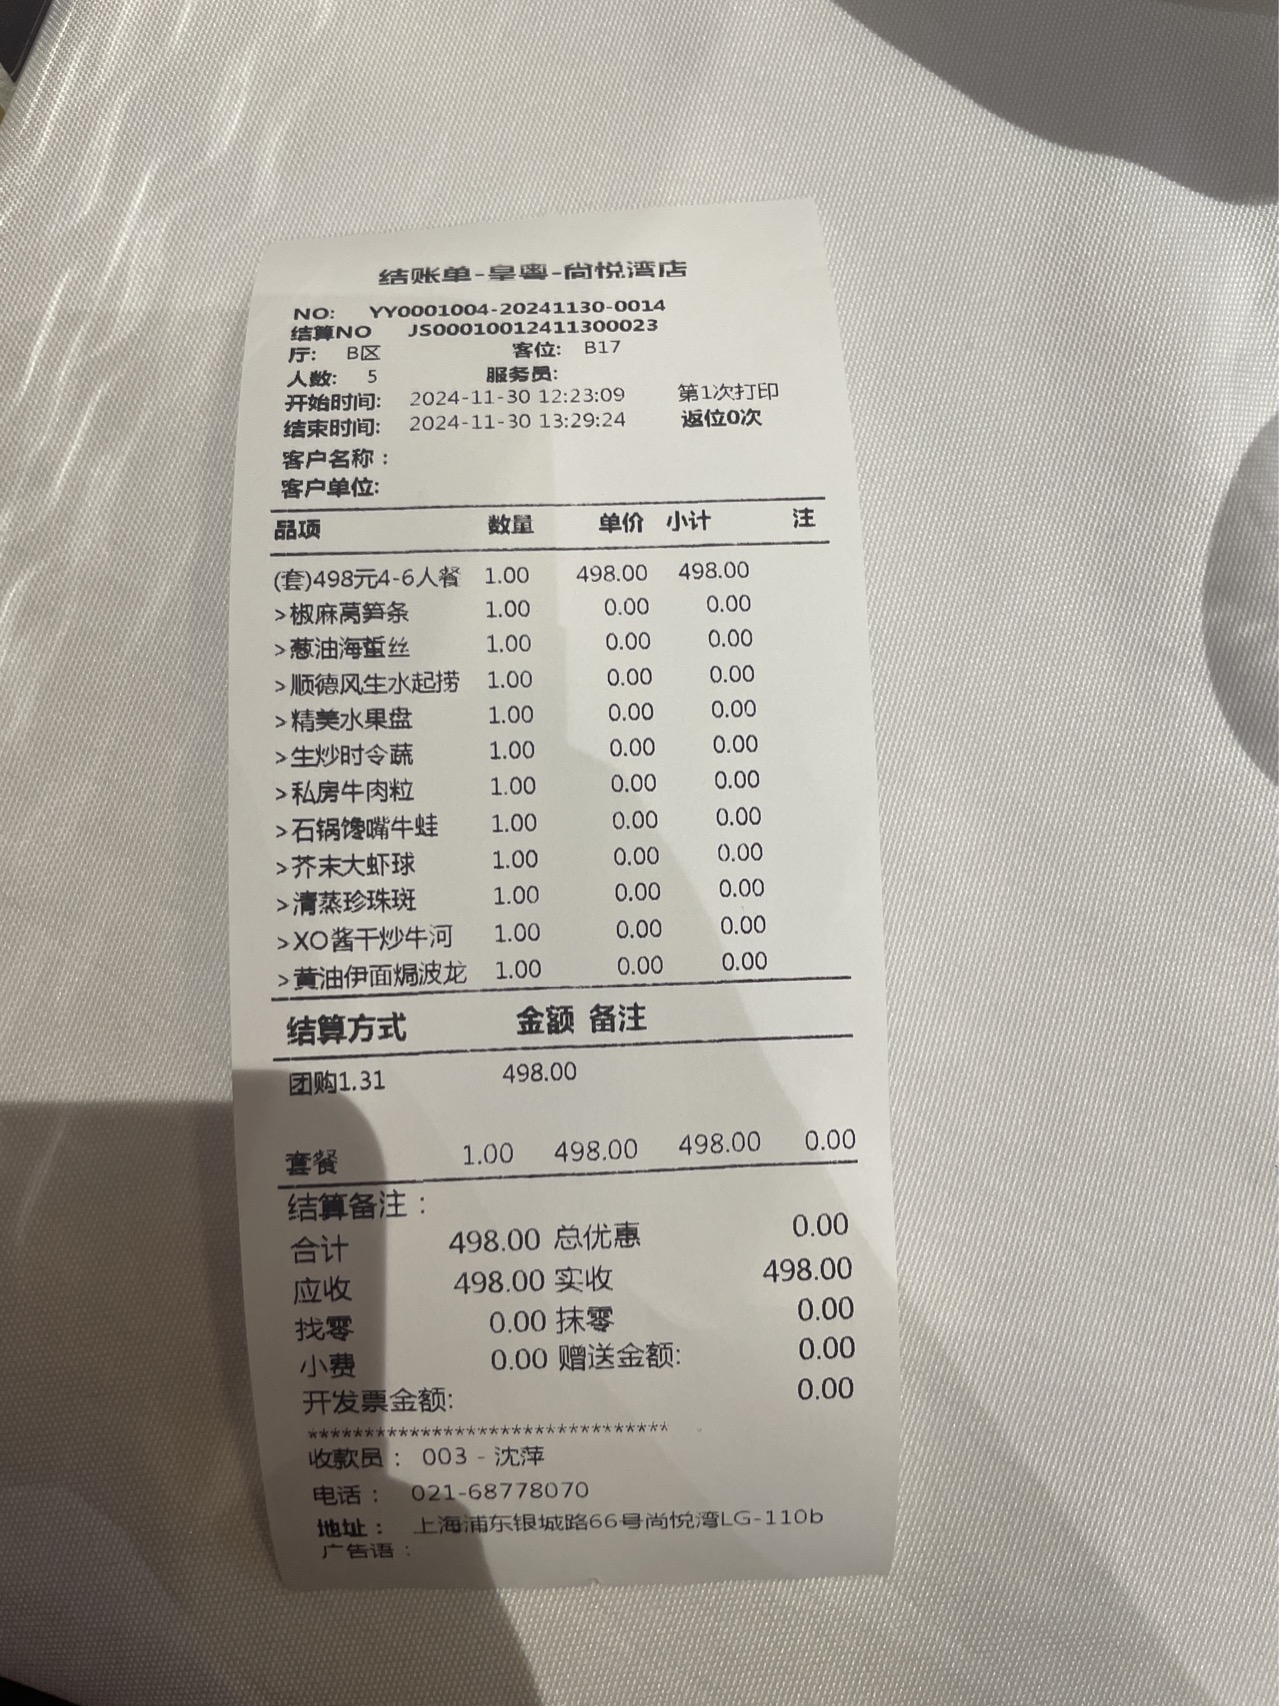 结账单-皇粤-尚悦湾店
NO: YY0001004-20241130-0014
结算NO JS00010012411300023
厅: B区 客位: B17
人数: 5 服务员:
开始时间: 2024-11-30 12:23:09 第1次打印
结束时间: 2024-11-30 13:29:24 返位0次
客户名称：
客户单位:
品项 数量 单价 小计 注
(套)498元4-6人餐 1.00 498.00 498.00
>椒麻莴笋条 1.00 0.00 0.00
>葱油海蜇丝 1.00 0.00 0.00
>顺德风生水起捞 1.00 0.00 0.00
>精美水果盘 1.00 0.00 0.00
>生炒时令蔬 1.00 0.00 0.00
>私房牛肉粒 1.00 0.00 0.00
>石锅馋嘴牛蛙 1.00 0.00 0.00
>芥末大虾球 1.00 0.00 0.00
>清蒸珍珠斑 1.00 0.00 0.00
>XO酱干炒牛河 1.00 0.00 0.00
>黄油伊面焗波龙 1.00 0.00 0.00
结算方式 金额 备注
团购1.31 498.00
套餐 1.00 498.00 498.00 0.00
结算备注：
合计 498.00 总优惠 0.00
应收 498.00 实收 498.00
找零 0.00 抹零 0.00
小费 0.00 赠送金额: 0.00
开发票金额: 0.00
********************************
收款员： 003 - 沈萍
电话： 021-68778070
地址： 上海浦东银城路66号尚悦湾LG-110b
广告语：